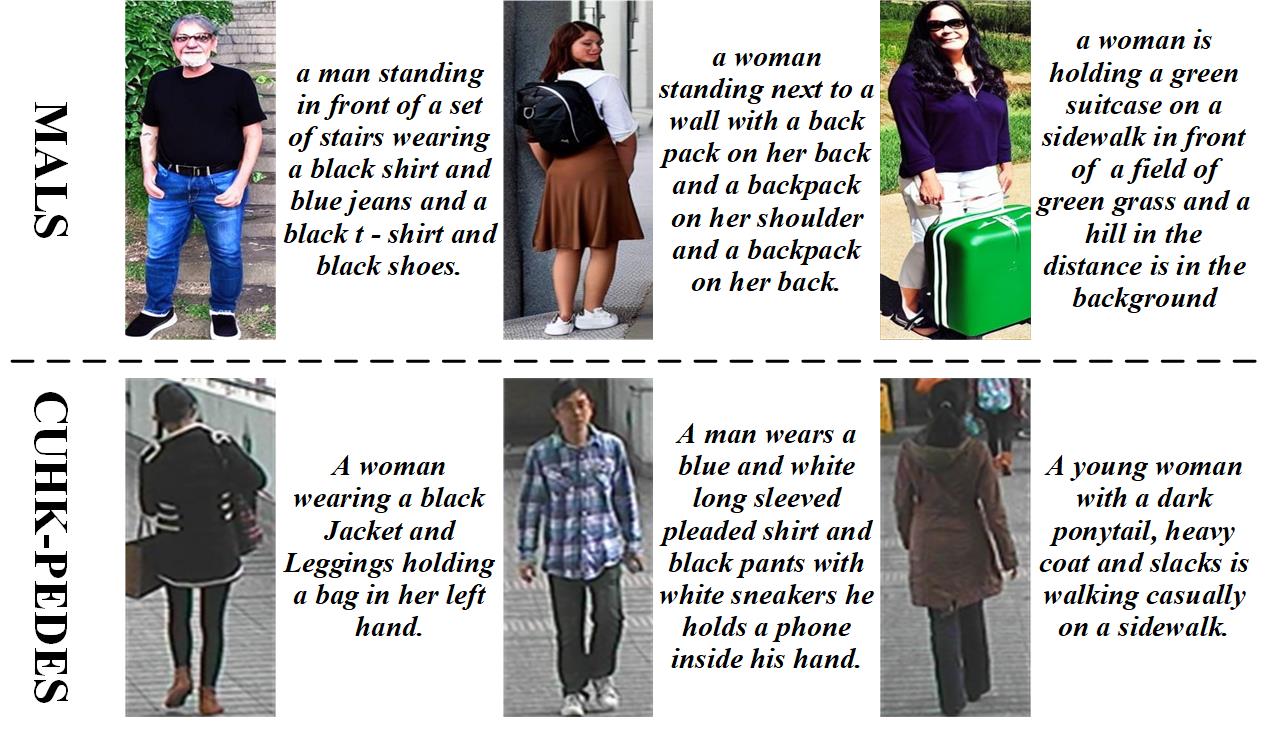 MALS
a man standing
in front of a set
of stairs wearing
a black shirt and
blue jeans and a
black t - shirt and
black shoes.
a woman
standing next to a
wall with a back
pack on her back
and a backpack
on her shoulder
and a backpack
on her back.
a woman is
holding a green
suitcase on a
sidewalk in front
of a field of
green grass and a
hill in the
distance is in the
background
CUHK-PEDES
A woman
wearing a black
Jacket and
Leggings holding
a bag in her left
hand.
A man wears a
blue and white
long sleeved
pleaded shirt and
black pants with
white sneakers he
holds a phone
inside his hand.
A young woman
with a dark
ponytail, heavy
coat and slacks is
walking casually
on a sidewalk.